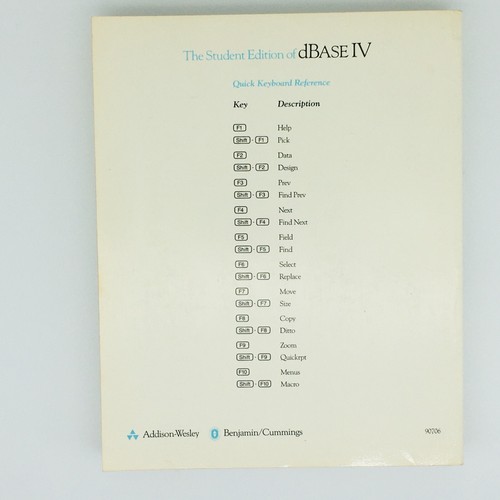 The Student Edition of dBASE IV
Quick Keyboard Reference
Key Description
F1 Help
Shift - F1 Pick
F2 Data
Shift - F2 Design
F3 Prev
Shift - F3 Find Prev
F4 Next
Shift - F4 Find Next
F5 Field
Shift - F5 Find
F6 Select
Shift - F6 Replace
F7 Move
Shift - F7 Size
F8 Copy
Shift - F8 Ditto
F9 Zoom
Shift - F9 Quickrpt
F10 Menus
Shift - F10 Macro
Addison-Wesley Benjamin/Cummings 90706